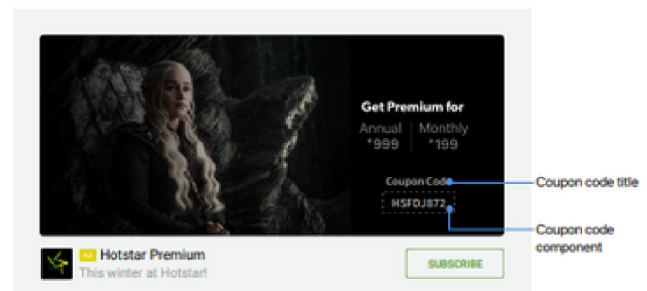 Get Premium for
Annual Monthly
₹999 ₹199
Coupon Code
HSFDJ872
Coupon code title
Coupon code
component
Ad Hotstar Premium
This winter at Hotstar!
SUBSCRIBE